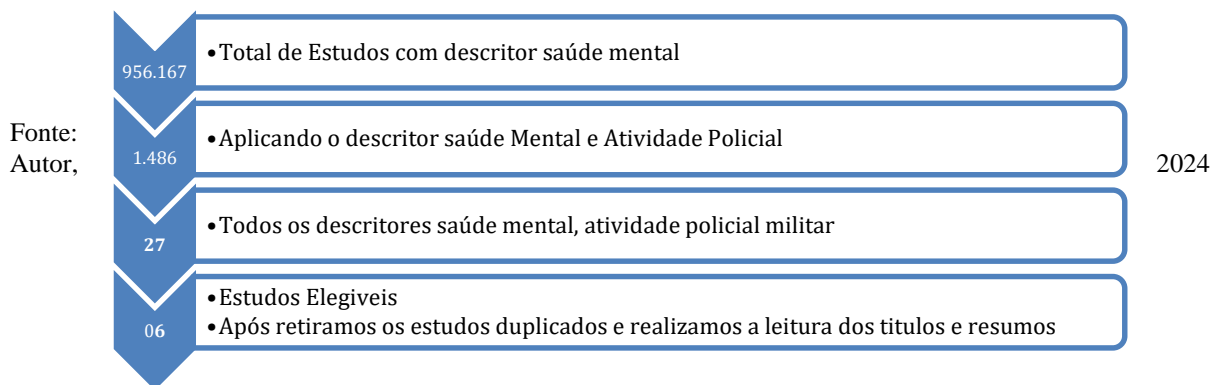 956.167
•Total de Estudos com descritor saúde mental
Fonte:
Autor,
1.486
•Aplicando o descritor saúde Mental e Atividade Policial
2024
27
•Todos os descritores saúde mental, atividade policial militar
06
•Estudos Elegiveis
•Após retiramos os estudos duplicados e realizamos a leitura dos titulos e resumos